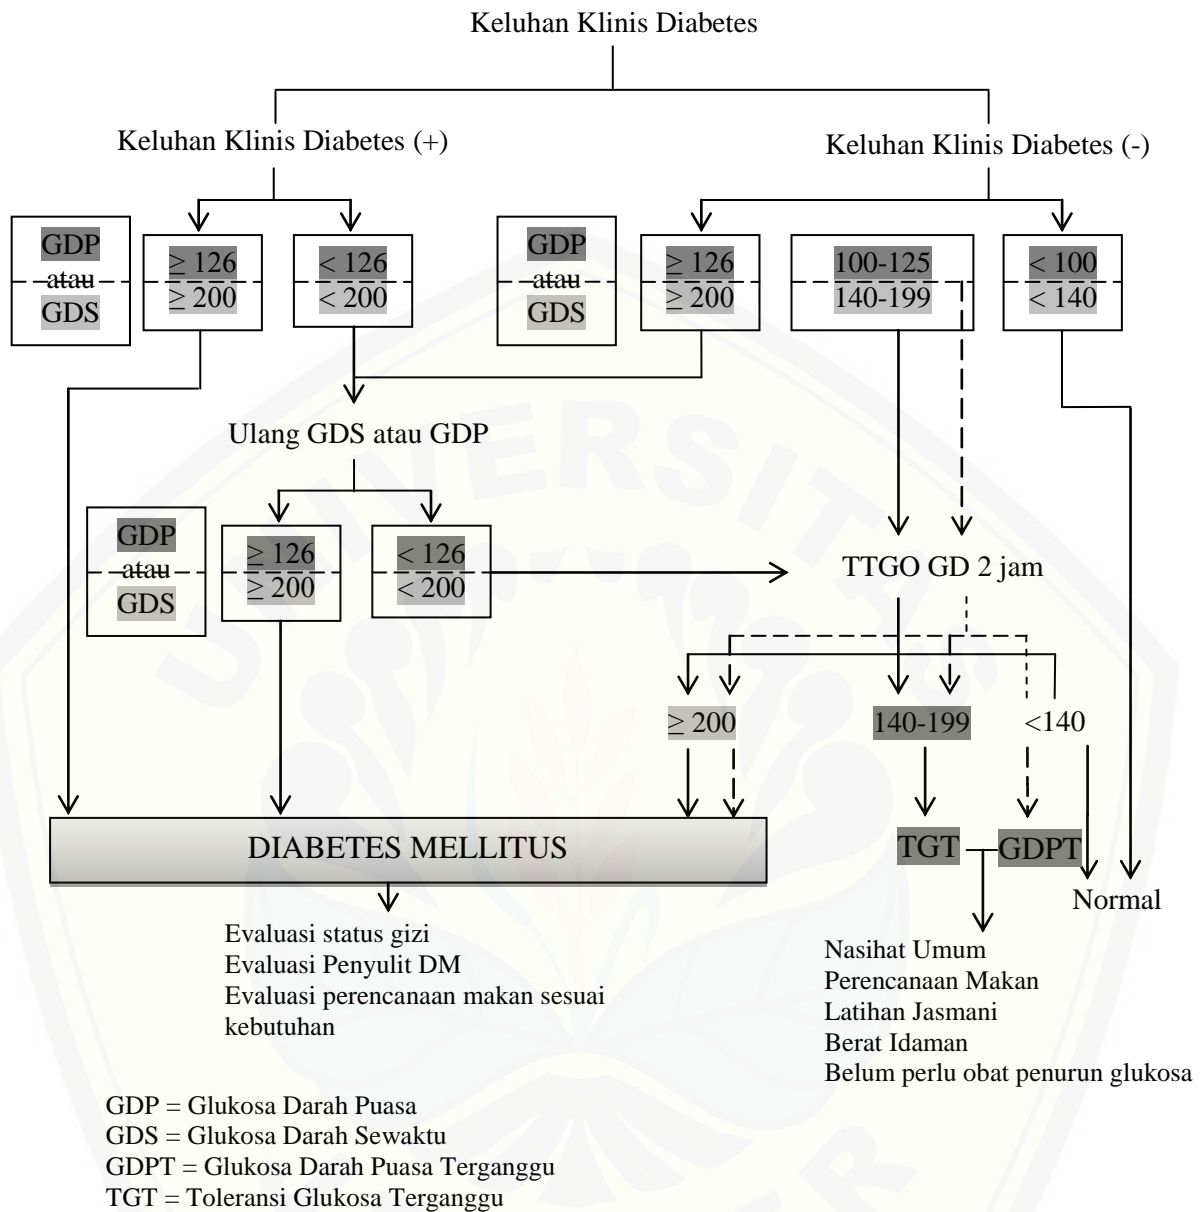 Keluhan Klinis Diabetes
Keluhan Klinis Diabetes (+)
Keluhan Klinis Diabetes (-)
GDP
atau
GDS
≥ 126
≥ 200
< 126
< 200
GDP
atau
GDS
≥ 126
≥ 200
100-125
140-199
< 100
< 140
Ulang GDS atau GDP
GDP
atau
GDS
≥ 126
≥ 200
< 126
< 200
TTGO GD 2 jam
≥ 200
140-199
<140
DIABETES MELLITUS
TGT
GDPT
Normal
Evaluasi status gizi
Evaluasi Penyulit DM
Evaluasi perencanaan makan sesuai
kebutuhan
Nasihat Umum
Perencanaan Makan
Latihan Jasmani
Berat Idaman
Belum perlu obat penurun glukosa
GDP = Glukosa Darah Puasa
GDS = Glukosa Darah Sewaktu
GDPT = Glukosa Darah Puasa Terganggu
TGT = Toleransi Glukosa Terganggu
UNIVERSITAS